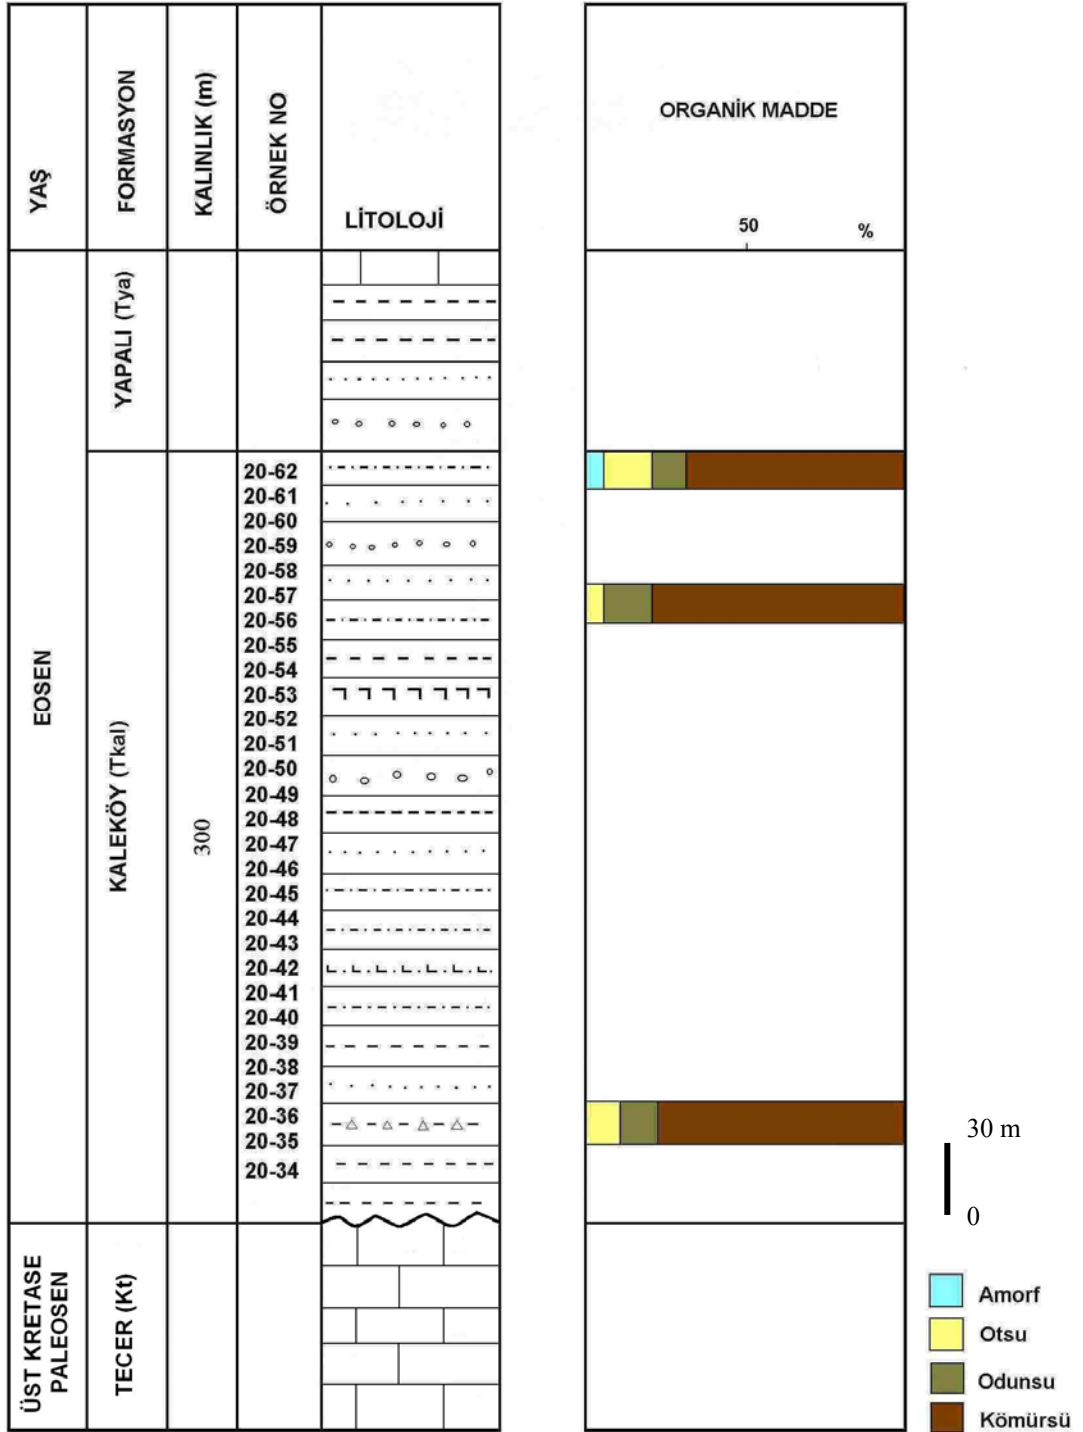 YAŞ
FORMASYON
KALINLIK (m)
ÖRNEK NO
LİTOLOJİ
ORGANİK MADDE
50
%
EOSEN
YAPALI (Tya)
KALEKÖY (Tkal)
300
20-62
20-61
20-60
20-59
20-58
20-57
20-56
20-55
20-54
20-53
20-52
20-51
20-50
20-49
20-48
20-47
20-46
20-45
20-44
20-43
20-42
20-41
20-40
20-39
20-38
20-37
20-36
20-35
20-34
ÜST KRETASE
PALEOSEN
TECER (Kt)
30 m
0
Amorf
Otsu
Odunsu
Kömürsü